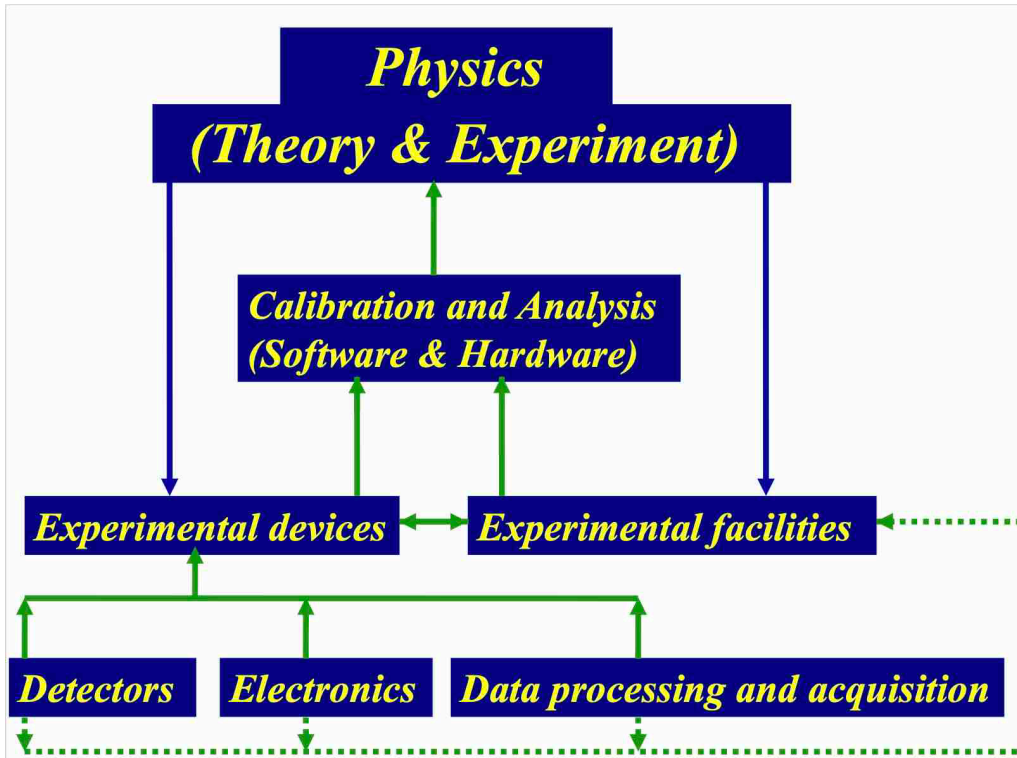 Physics
(Theory & Experiment)
Calibration and Analysis
(Software & Hardware)
Experimental devices
Experimental facilities
Detectors
Electronics
Data processing and acquisition